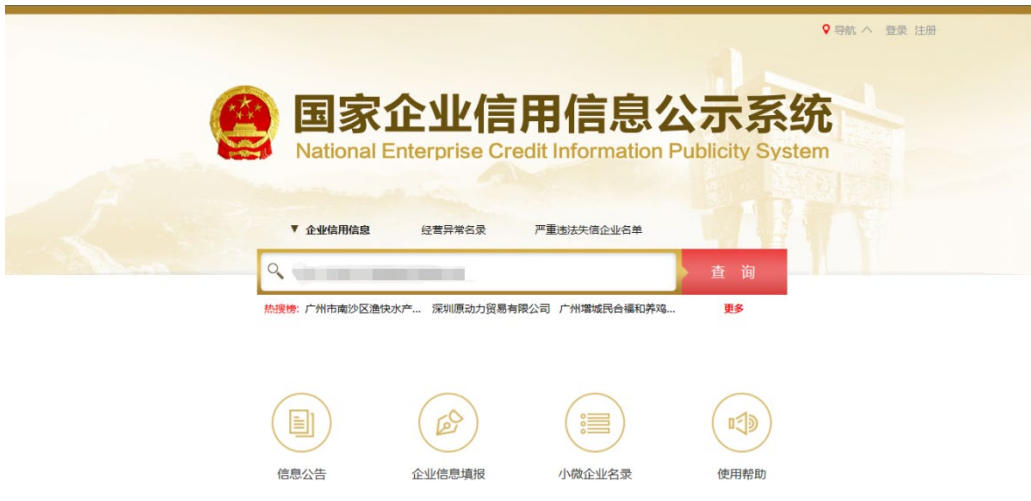 导航 登录 注册
国家企业信用信息公示系统
National Enterprise Credit Information Publicity System
企业信用信息 经营异常名录 严重违法失信企业名单
查 询
热搜榜: 广州市南沙区渔快水产... 深圳原动力贸易有限公司 广州增城民合福和养鸡... 更多
信息公告 企业信息填报 小微企业名录 使用帮助